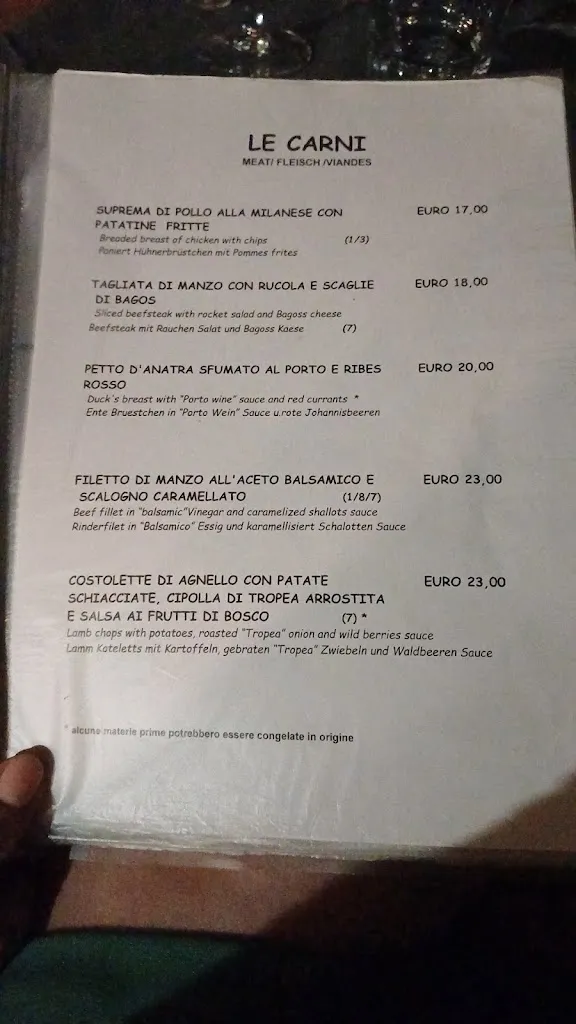 LE CARNI
MEAT/ FLEISCH /VIANDES
SUPREMA DI POLLO ALLA MILANESE CON EURO 17,00
PATATINE FRITTE
Breaded breast of chicken with chips (1/3)
Paniert Hühnerbrüstchen mit Pommes frites
TAGLIATA DI MANZO CON RUCOLA E SCAGLIE EURO 18,00
DI BAGOS
Sliced beefsteak with rocket salad and Bagoss cheese
Beefsteak mit Rauchen Salat und Bagoss Kaese (7)
PETTO D'ANATRA SFUMATO AL PORTO E RIBES EURO 20,00
ROSSO
Duck's breast with "Porto wine" sauce and red currants *
Ente Bruestchen in "Porto Wein" Sauce u.rote Johannisbeeren
FILETTO DI MANZO ALL'ACETO BALSAMICO E EURO 23,00
SCALOGNO CARAMELLATO (1/8/7)
Beef fillet in "balsamic"Vinegar and caramelized shallots sauce
Rinderfilet in "Balsamico" Essig und karamellisiert Schalotten Sauce
COSTOLETTE DI AGNELLO CON PATATE EURO 23,00
SCHIACCIATE, CIPOLLA DI TROPEA ARROSTITA
E SALSA AI FRUTTI DI BOSCO (7) *
Lamb chops with potatoes, roasted "Tropea" onion and wild berries sauce
Lamm Kateletts mit Kartoffeln, gebraten "Tropea" Zwiebeln und Waldbeeren Sauce
* alcune materie prime potrebbero essere congelate in origine